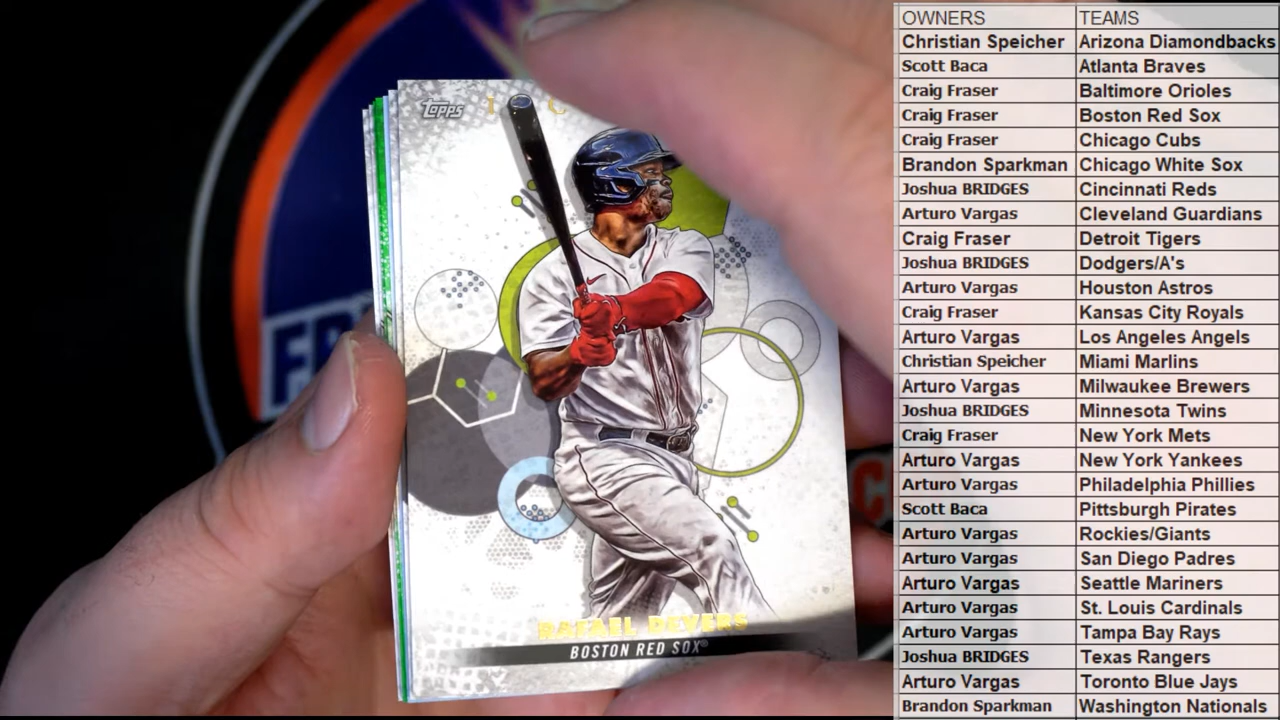 TOPPS
RAFAEL DEVERS
BOSTON RED SOX®
OWNERS TEAMS
Christian Speicher Arizona Diamondbacks
Scott Baca Atlanta Braves
Craig Fraser Baltimore Orioles
Craig Fraser Boston Red Sox
Craig Fraser Chicago Cubs
Brandon Sparkman Chicago White Sox
Joshua BRIDGES Cincinnati Reds
Arturo Vargas Cleveland Guardians
Craig Fraser Detroit Tigers
Joshua BRIDGES Dodgers/A's
Arturo Vargas Houston Astros
Craig Fraser Kansas City Royals
Arturo Vargas Los Angeles Angels
Christian Speicher Miami Marlins
Arturo Vargas Milwaukee Brewers
Joshua BRIDGES Minnesota Twins
Craig Fraser New York Mets
Arturo Vargas New York Yankees
Arturo Vargas Philadelphia Phillies
Scott Baca Pittsburgh Pirates
Arturo Vargas Rockies/Giants
Arturo Vargas San Diego Padres
Arturo Vargas Seattle Mariners
Arturo Vargas St. Louis Cardinals
Arturo Vargas Tampa Bay Rays
Joshua BRIDGES Texas Rangers
Arturo Vargas Toronto Blue Jays
Brandon Sparkman Washington Nationals